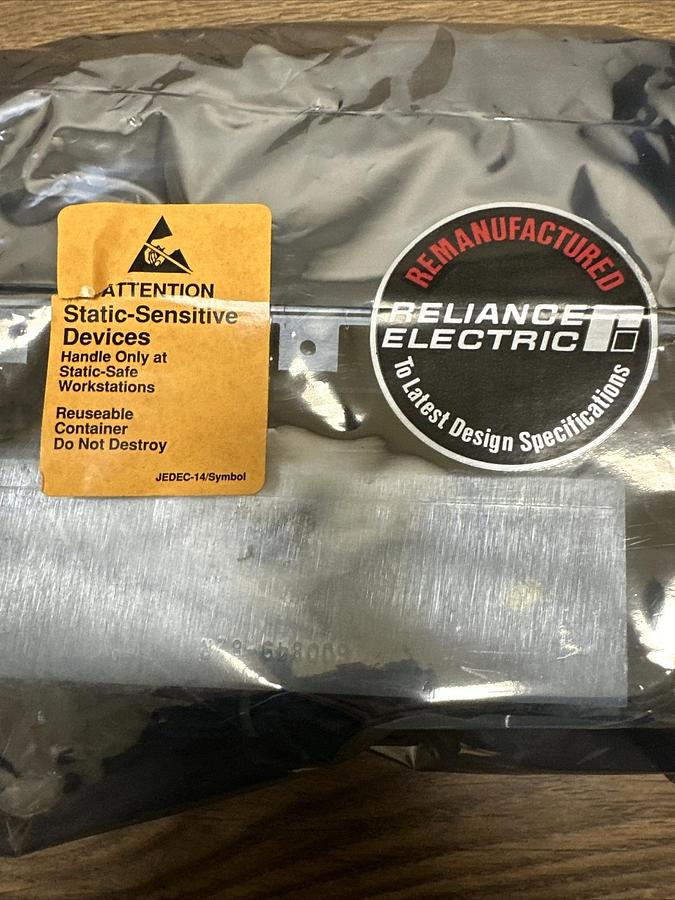 ATTENTION
Static-Sensitive
Devices
Handle Only at
Static-Safe
Workstations
Reuseable
Container
Do Not Destroy
JEDEC-14/Symbol
REMANUFACTURED
RELIANCE
ELECTRIC
To Latest Design Specifications